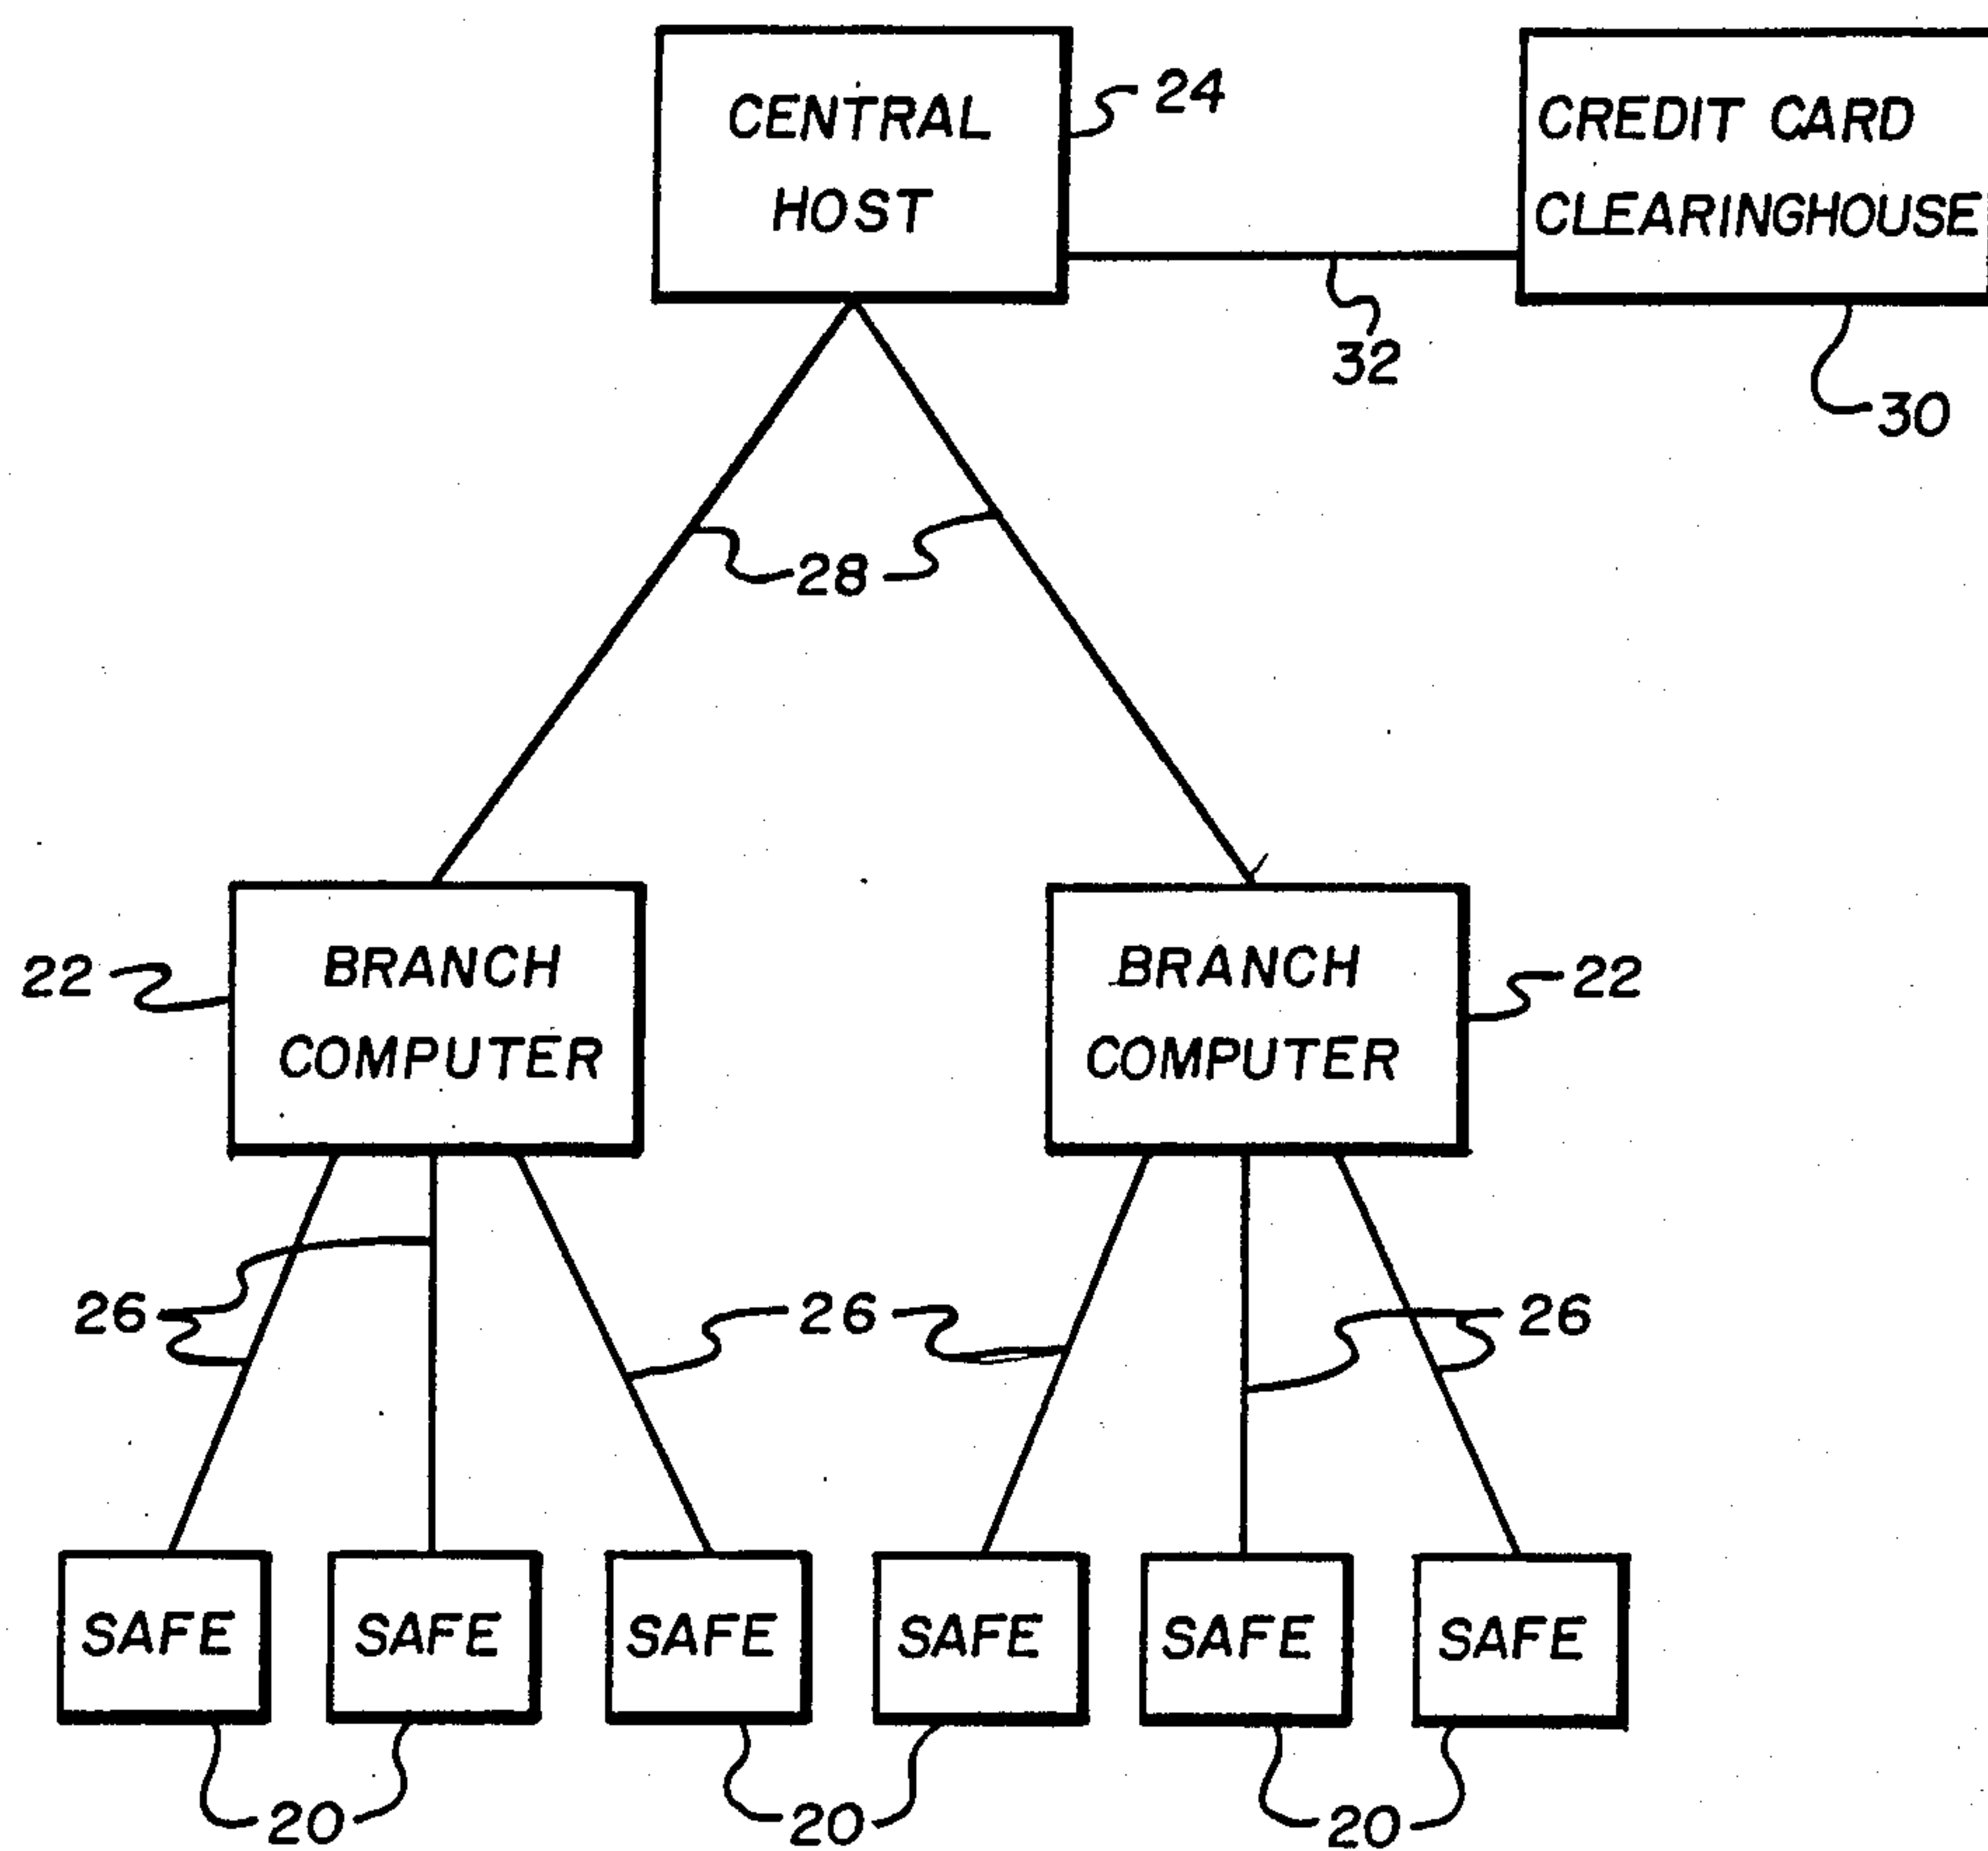 CENTRAL
HOST
24
CREDIT CARD
CLEARINGHOUSE
32
30
28
22
BRANCH
COMPUTER
BRANCH
COMPUTER
22
26
26
26
SAFE
SAFE
SAFE
SAFE
SAFE
SAFE
20
20
20